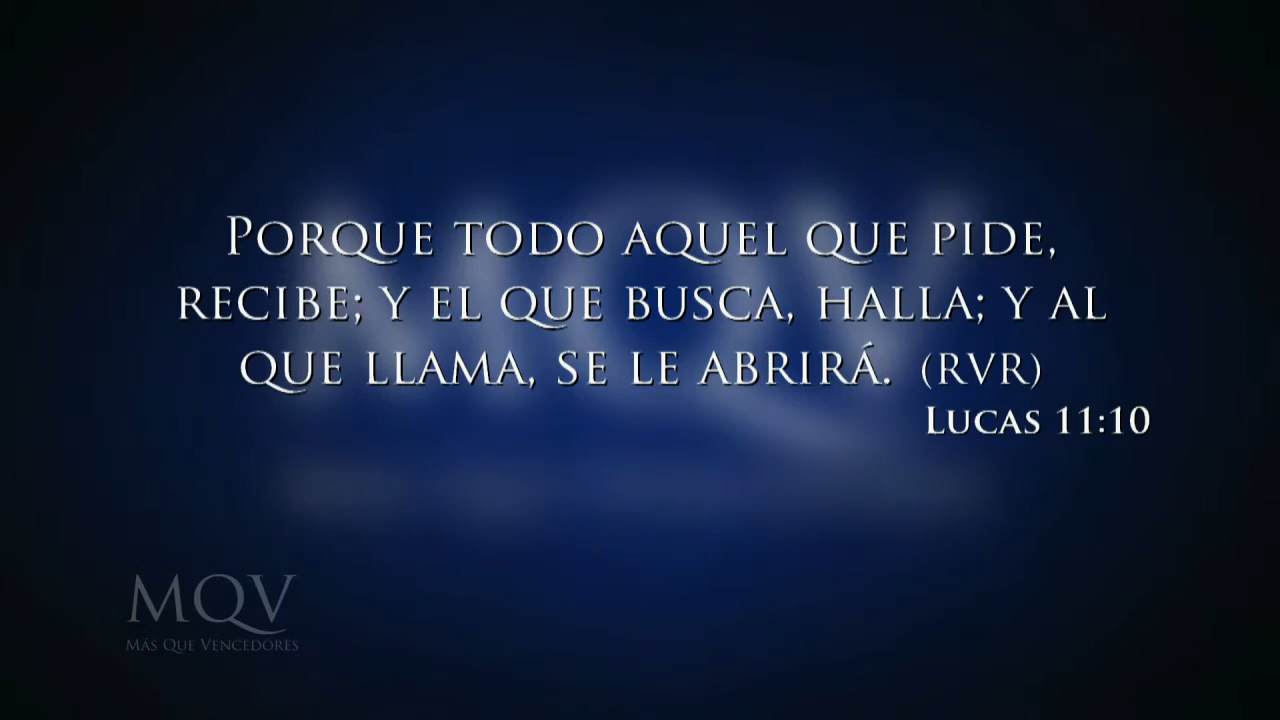 Porque todo aquel que pide,
recibe; y el que busca, halla; y al
que llama, se le abrirá. (RVR)
Lucas 11:10
MQV
Más Que Vencedores